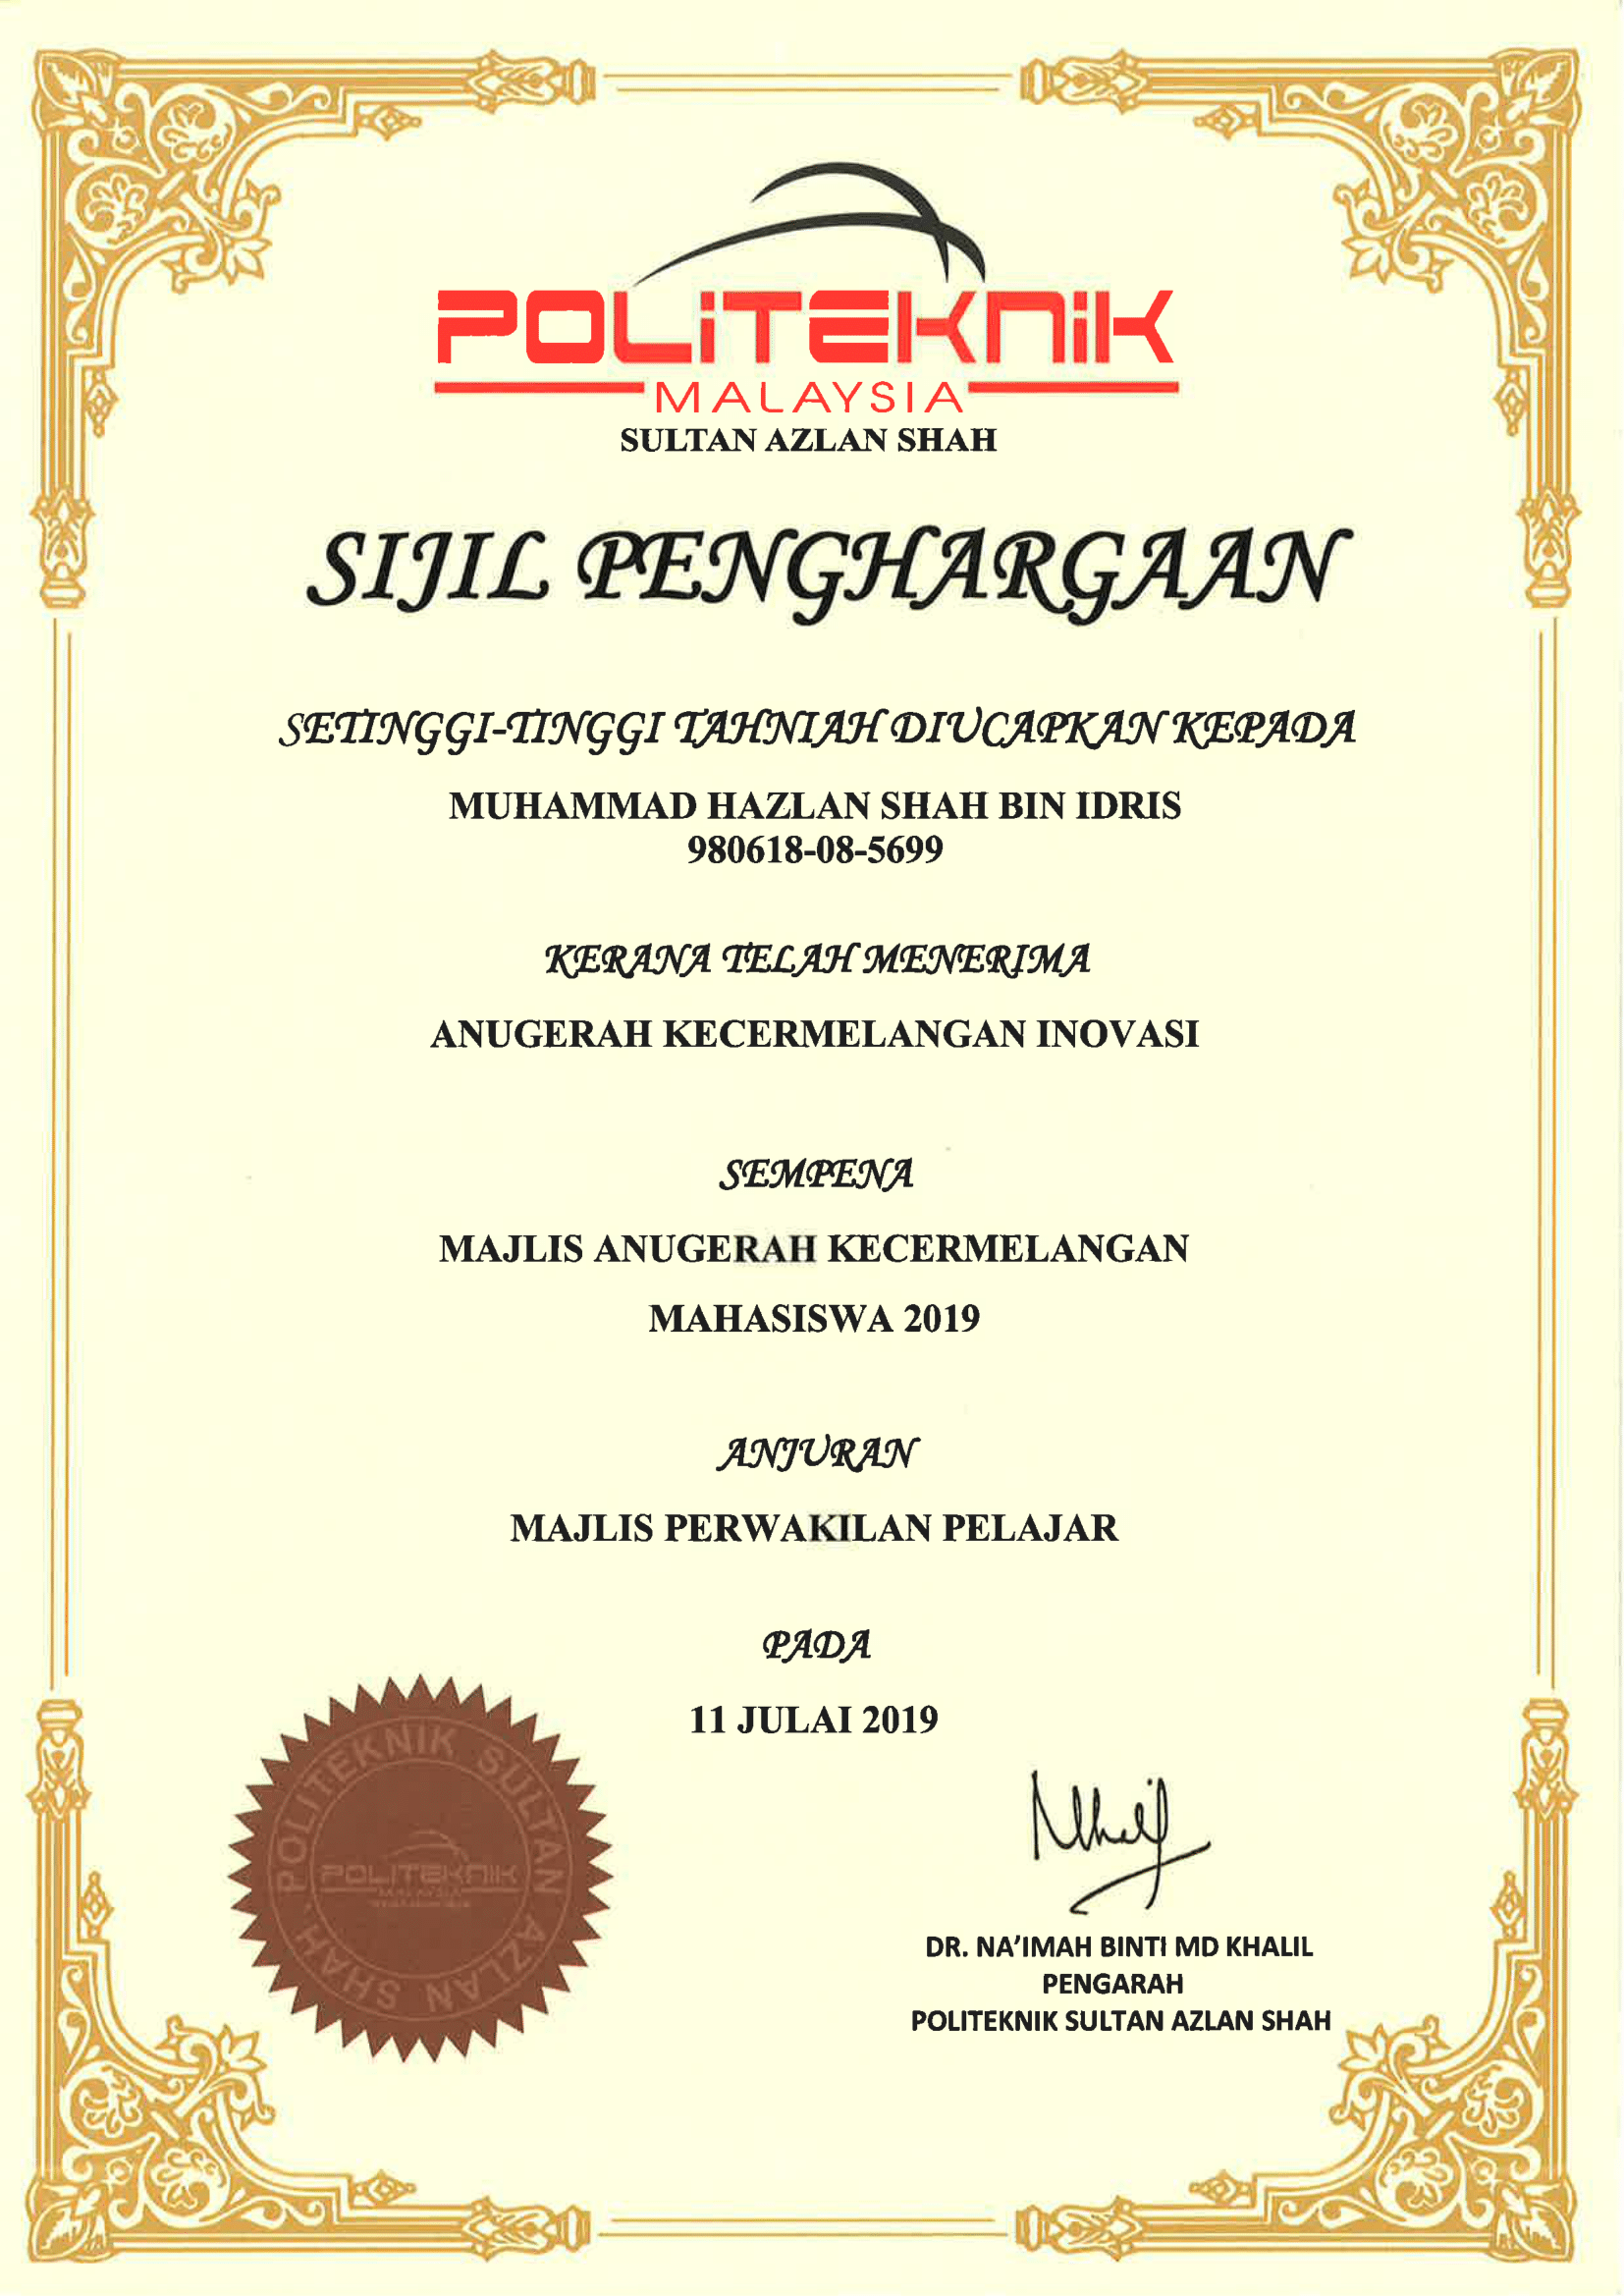 POLiTEKNiK
MALAYSIA
SULTAN AZLAN SHAH
SIJIL PENGHARGAAN
SETINGGI-TINGGI TAHNIAH DIUCAPKAN KEPADA
MUHAMMAD HAZLAN SHAH BIN IDRIS
980618-08-5699
KERANA TELAH MENERIMA
ANUGERAH KECERMELANGAN INOVASI
SEMPENA
MAJLIS ANUGERAH KECERMELANGAN
MAHASISWA 2019
ANJURAN
MAJLIS PERWAKILAN PELAJAR
PADA
11 JULAI 2019
POLITEKNIK SULTAN AZLAN SHAH
POLITEKNIK
MALAYSIA
DR. NA'IMAH BINTI MD KHALIL
PENGARAH
POLITEKNIK SULTAN AZLAN SHAH